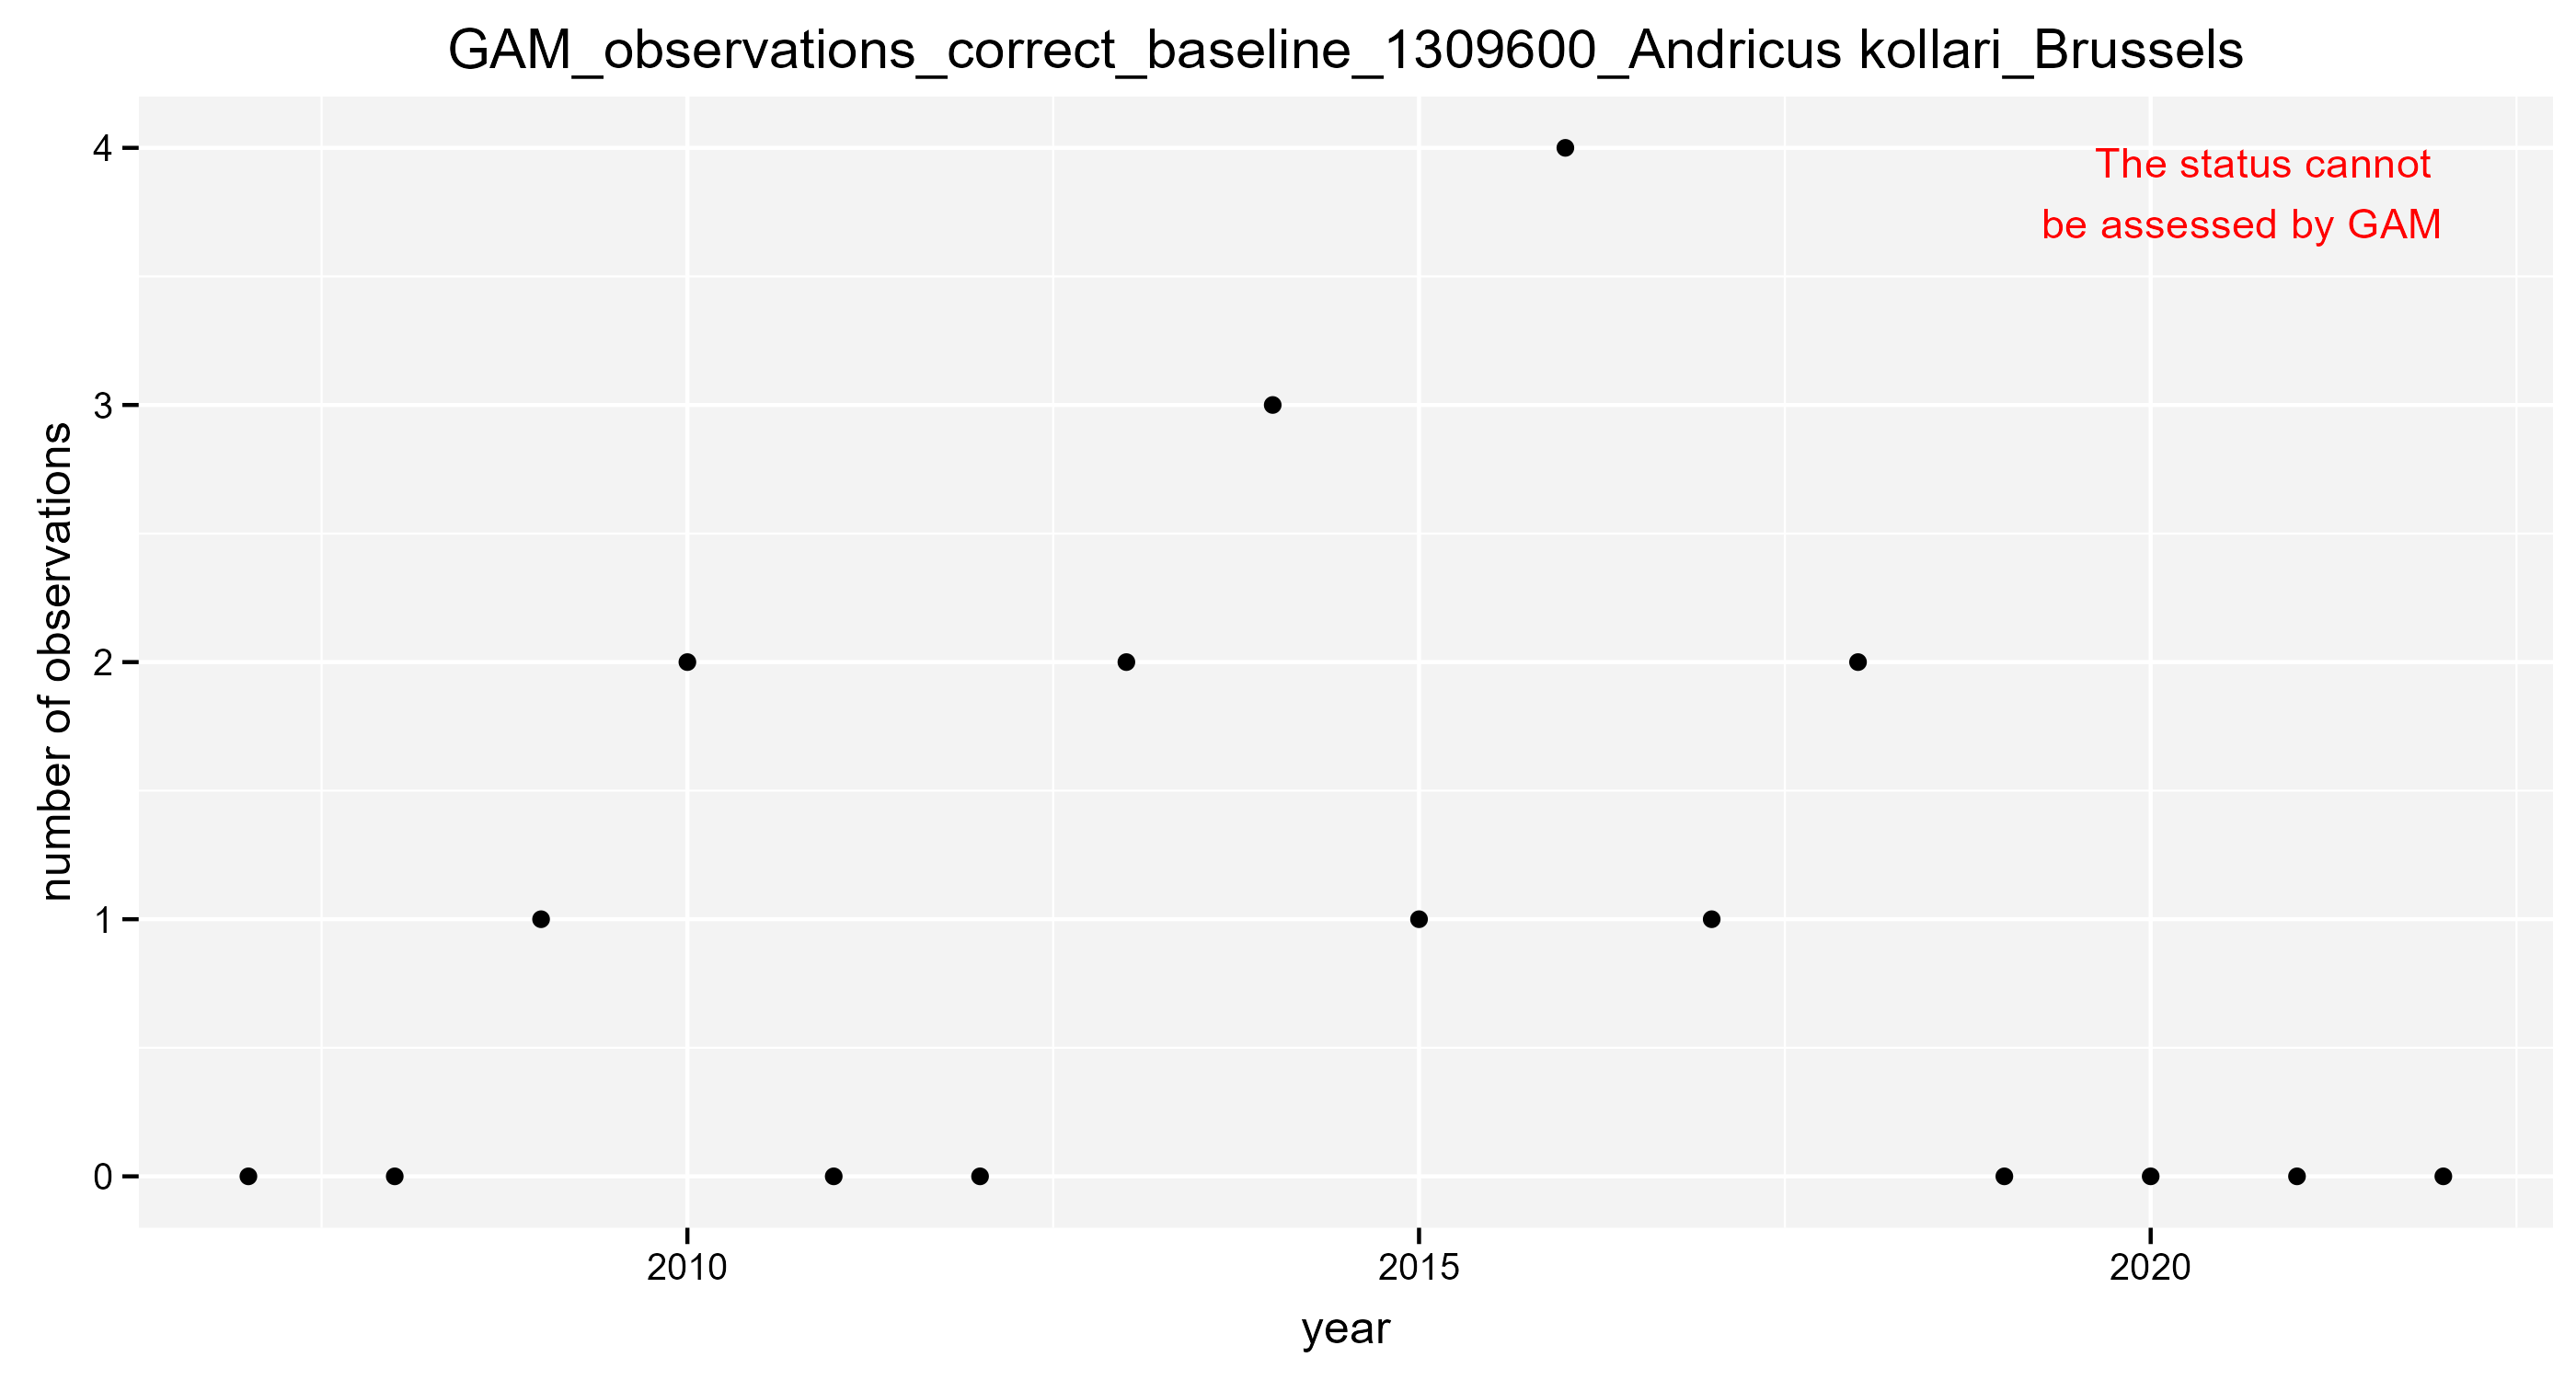 GAM_observations_correct_baseline_1309600_Andricus kollari_Brussels
The status cannot
be assessed by GAM
number of observations
4
3
2
1
0
2010
2015
2020
year